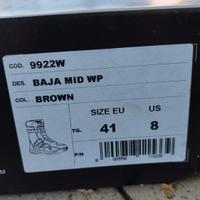 COD. 9922W
DES. BAJA MID WP
COL. BROWN
SIZE EU US
TG. 41 8
P/N